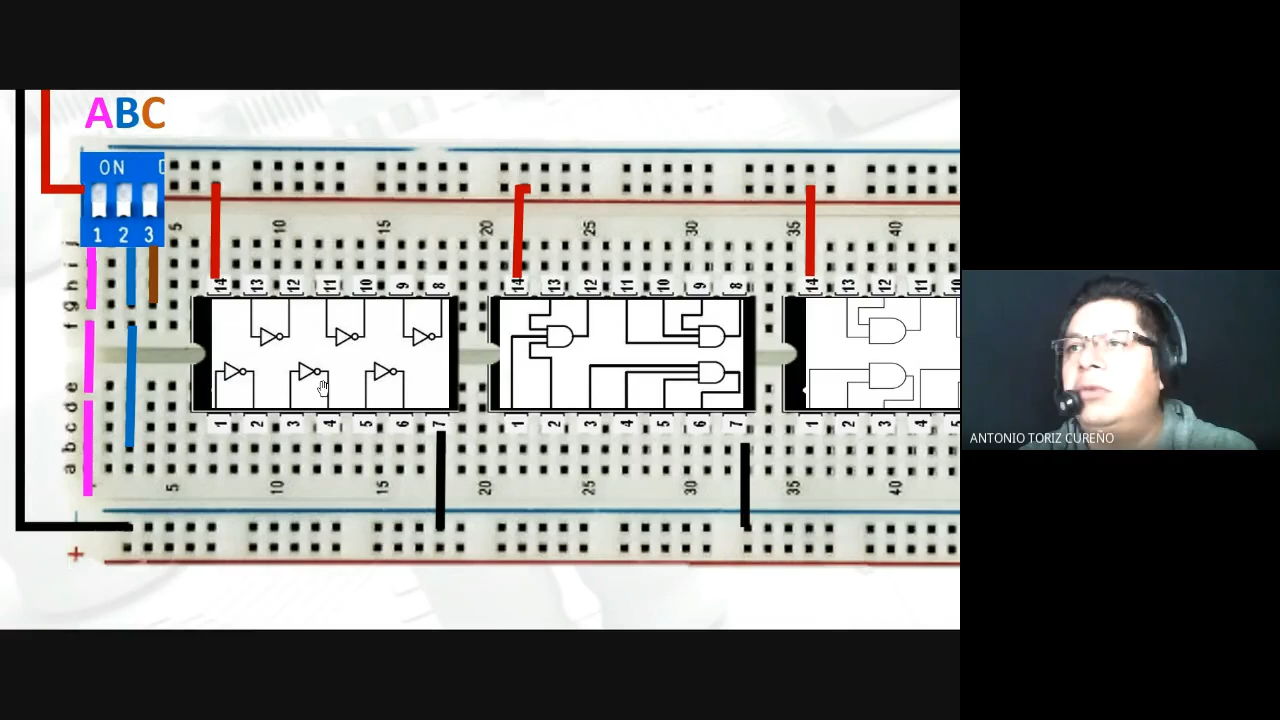 ABC
ON
1 2 3
5 10 15 20 25 30 35 40
j
i
h
g
f
14 13 12 11 10 9 8
14 13 12 11 10 9 8
14 13 12 11 10
1 2 3 4 5 6 7
1 2 3 4 5 6 7
1 2 3 4 5
e
d
c
b
a
5 10 15 20 25 30 35 40
+
ANTONIO TORIZ CUREÑO